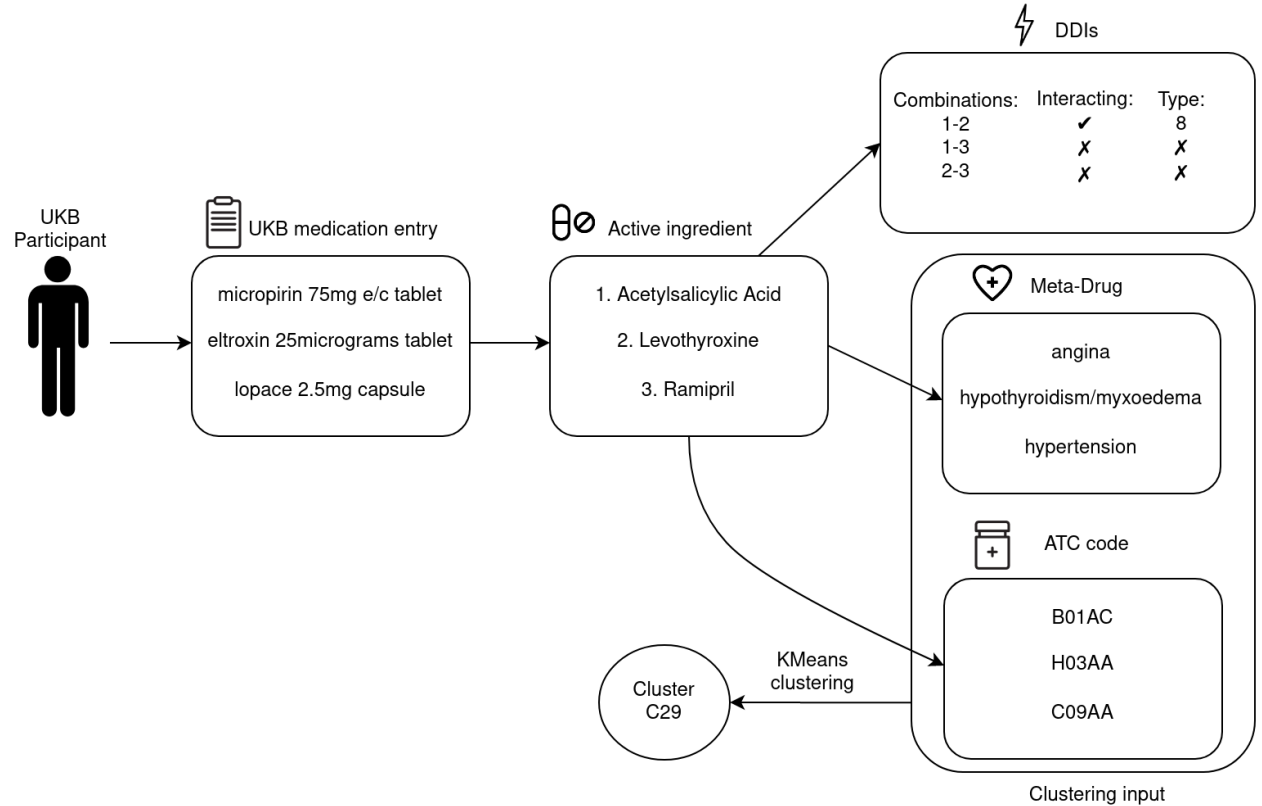 UKB
Participant
UKB medication entry
micropirin 75mg e/c tablet
eltroxin 25micrograms tablet
lopace 2.5mg capsule
Active ingredient
1. Acetylsalicylic Acid
2. Levothyroxine
3. Ramipril
DDIs
Combinations: Interacting: Type:
1-2 ✔ 8
1-3 ✗ ✗
2-3 ✗ ✗
Meta-Drug
angina
hypothyroidism/myxoedema
hypertension
ATC code
B01AC
H03AA
C09AA
Clustering input
KMeans
clustering
Cluster
C29